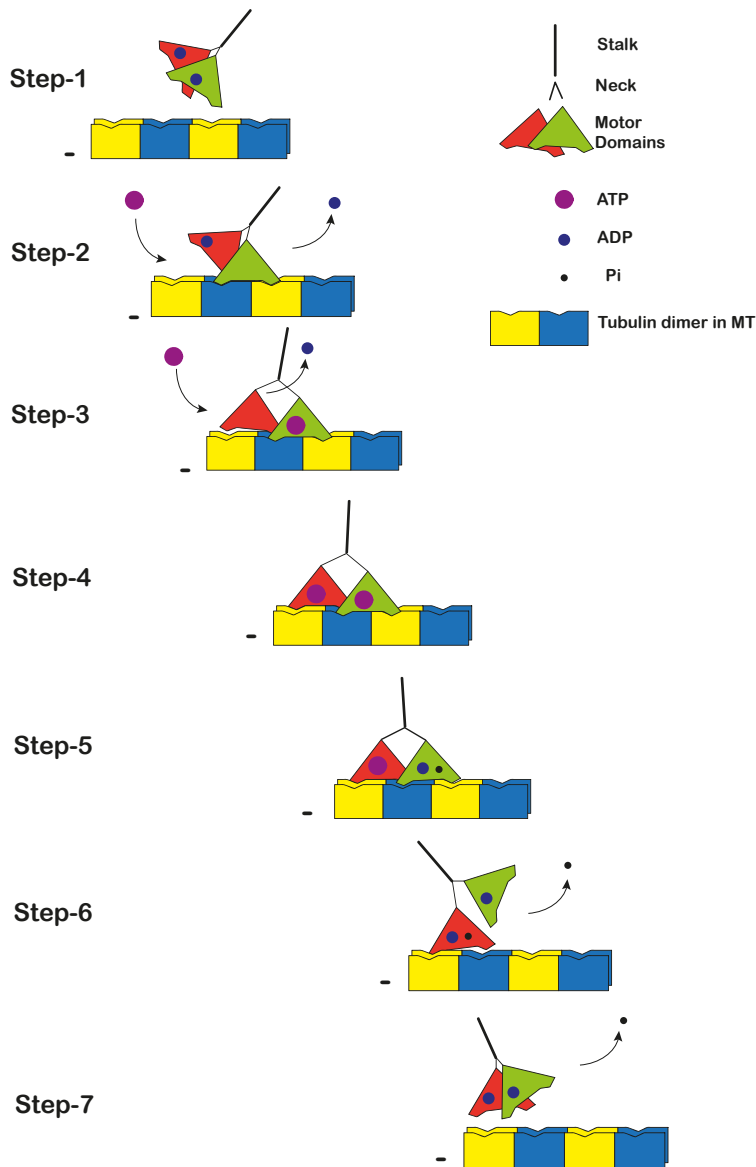 Step-1
Stalk
Neck
Motor
Domains
-
Step-2
ATP
ADP
Pi
-
Tubulin dimer in MT
Step-3
-
Step-4
-
Step-5
-
Step-6
-
Step-7
-